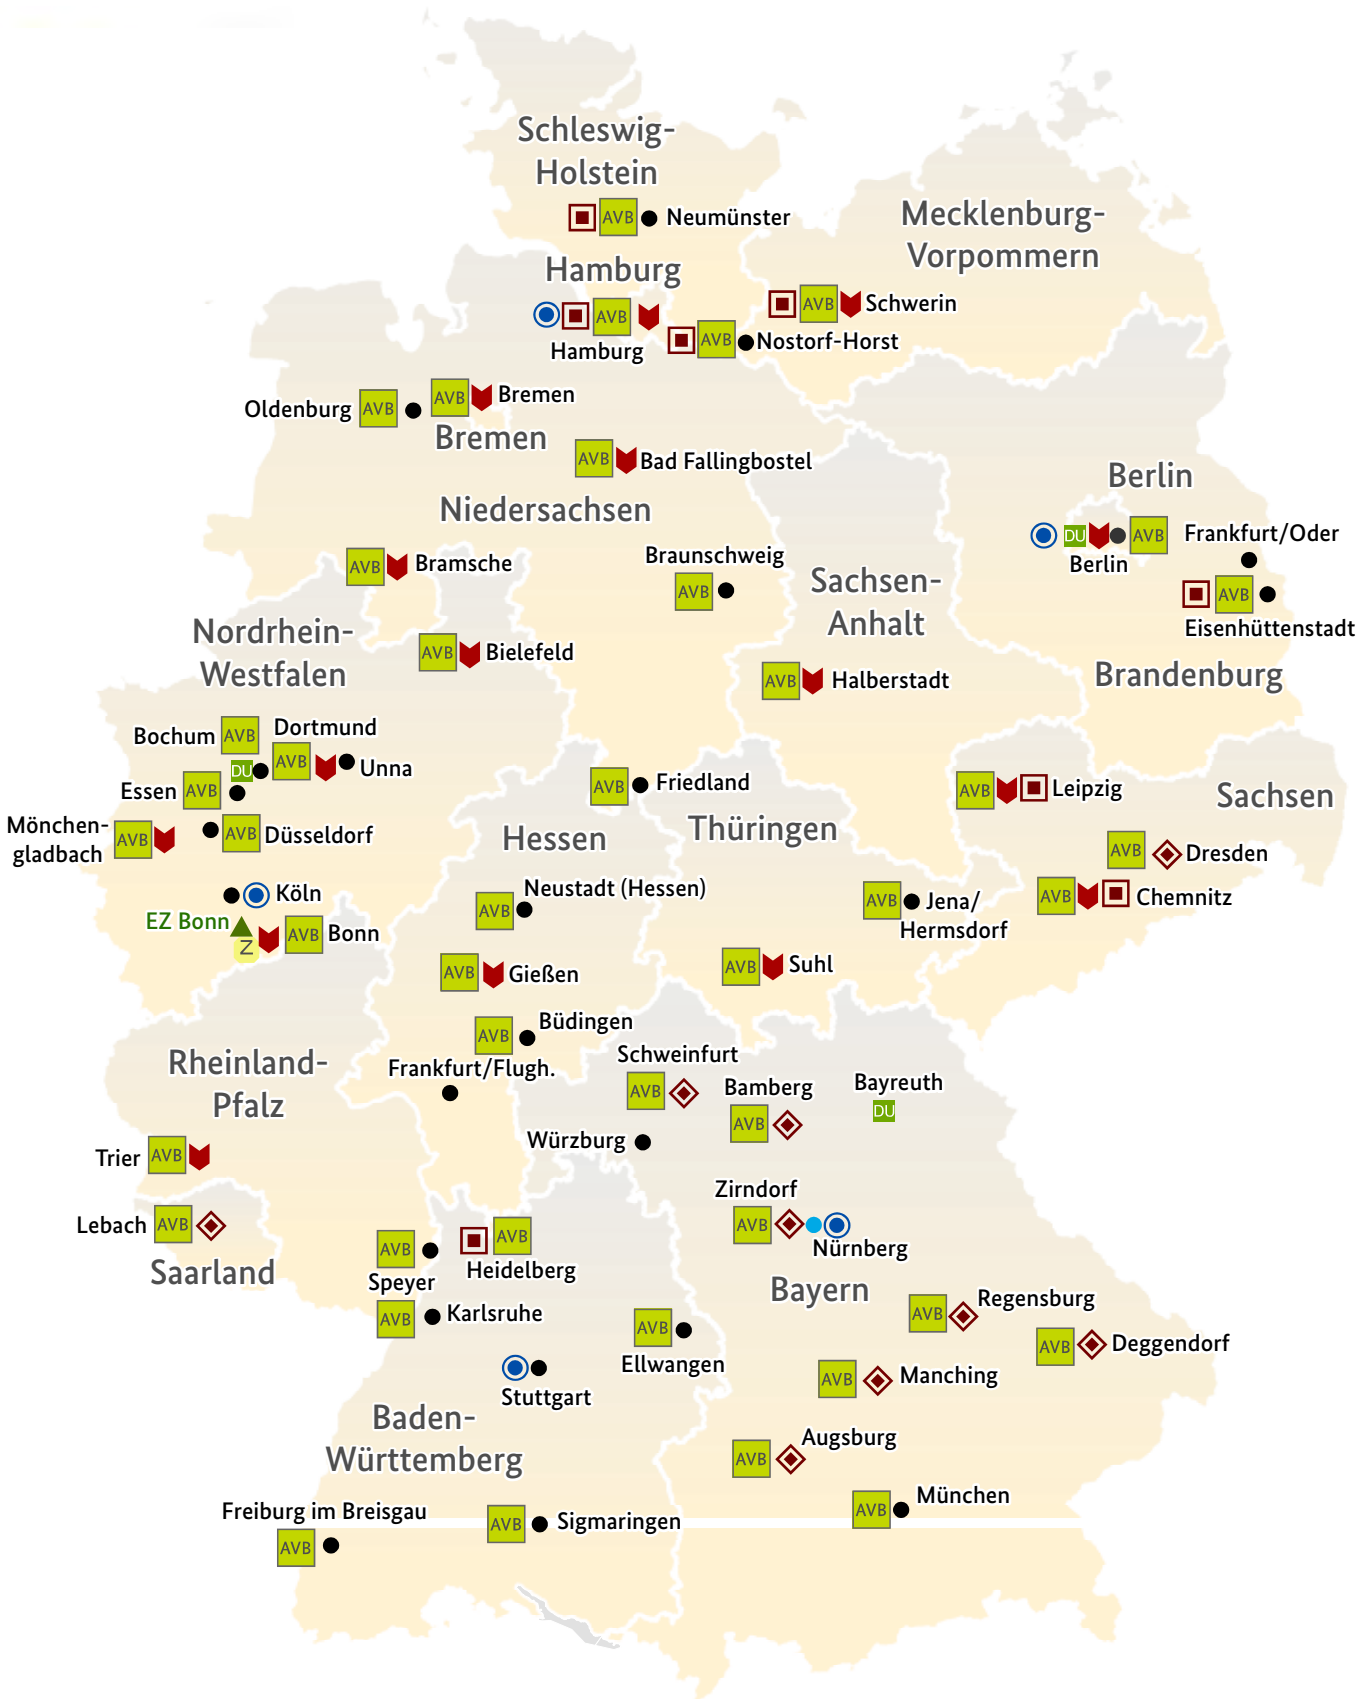 Schleswig-
Holstein
AVB Neumünster
Mecklenburg-
Vorpommern
Hamburg
AVB
Hamburg
AVB Schwerin
AVB Nostorf-Horst
Oldenburg AVB
AVB Bremen
Bremen
AVB Bad Fallingbostel
Niedersachsen
Berlin
DU AVB
Berlin
Frankfurt/Oder
AVB
Eisenhüttenstadt
Brandenburg
AVB Bramsche
Braunschweig
AVB
Sachsen-
Anhalt
Nordrhein-
Westfalen
AVB Bielefeld
AVB Halberstadt
Bochum AVB
Dortmund
AVB
DU
Unna
Essen AVB
Mönchen-
gladbach
AVB
AVB Düsseldorf
AVB Friedland
Hessen
Thüringen
AVB Leipzig
Sachsen
AVB Dresden
AVB Chemnitz
Köln
EZ Bonn
Z
AVB Bonn
Neustadt (Hessen)
AVB
AVB Jena/
Hermsdorf
AVB Gießen
AVB Suhl
AVB Büdingen
Frankfurt/Flugh.
Rheinland-
Pfalz
Schweinfurt
AVB
Bamberg
AVB
Bayreuth
DU
Würzburg
Trier AVB
Lebach AVB
Saarland
Zirndorf
AVB
Nürnberg
Bayern
AVB
Speyer
AVB
Heidelberg
AVB Karlsruhe
AVB
Ellwangen
Stuttgart
AVB Regensburg
AVB Deggendorf
AVB Manching
Baden-
Württemberg
AVB Augsburg
AVB München
Freiburg im Breisgau
AVB
AVB Sigmaringen